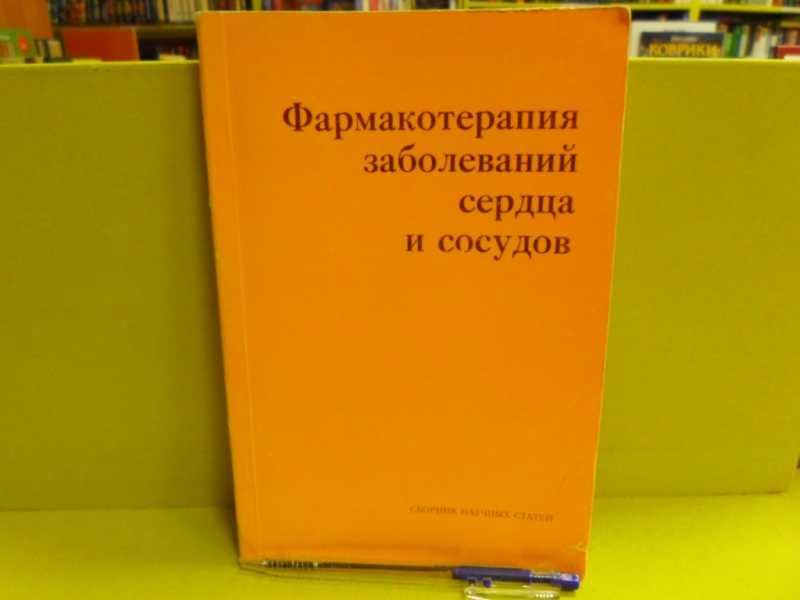 КОВРИКИ
Фармакотерапия
заболеваний
сердца
и сосудов
СБОРНИК НАУЧНЫХ СТАТЕЙ